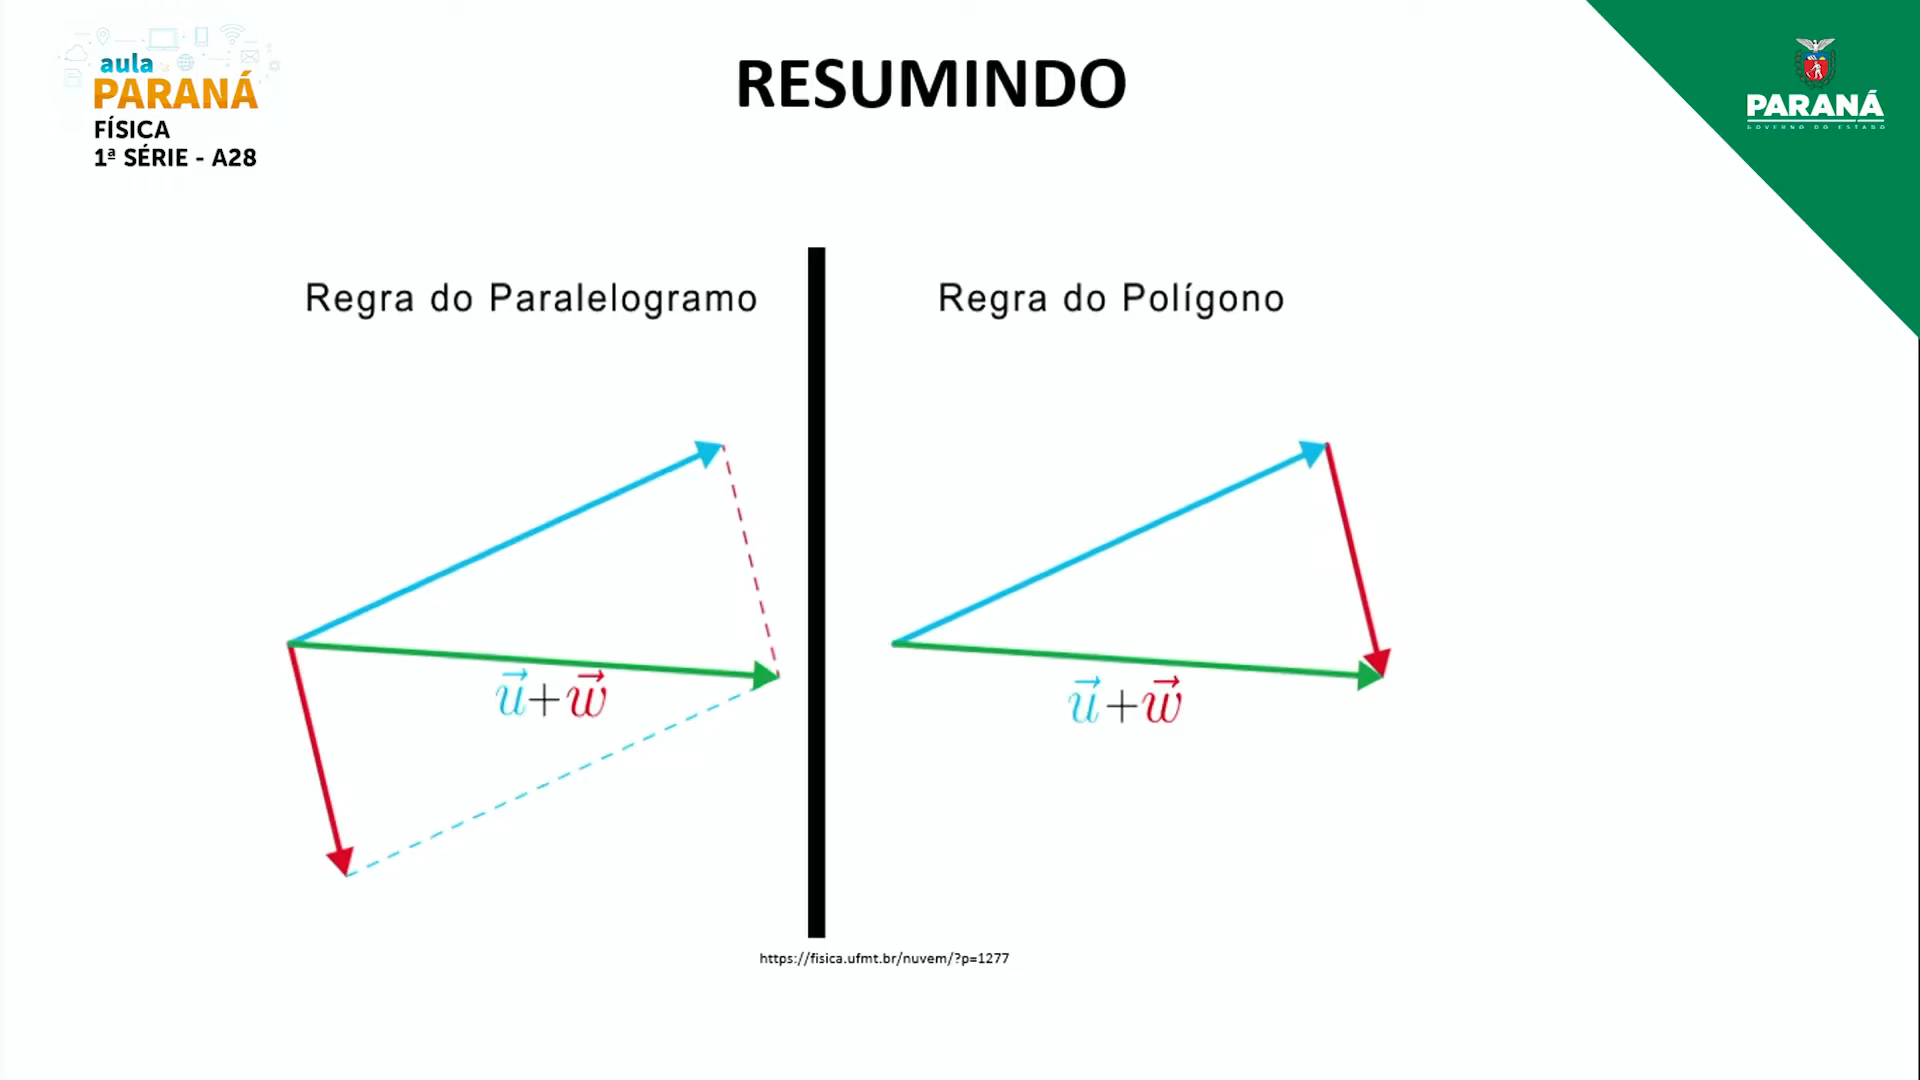 aula
PARANÁ
FÍSICA
1ª SÉRIE - A28
RESUMINDO
PARANÁ
GOVERNO DO ESTADO
Regra do Paralelogramo
Regra do Polígono
u⃗+w⃗
u⃗+w⃗
https://fisica.ufmt.br/nuvem/?p=1277